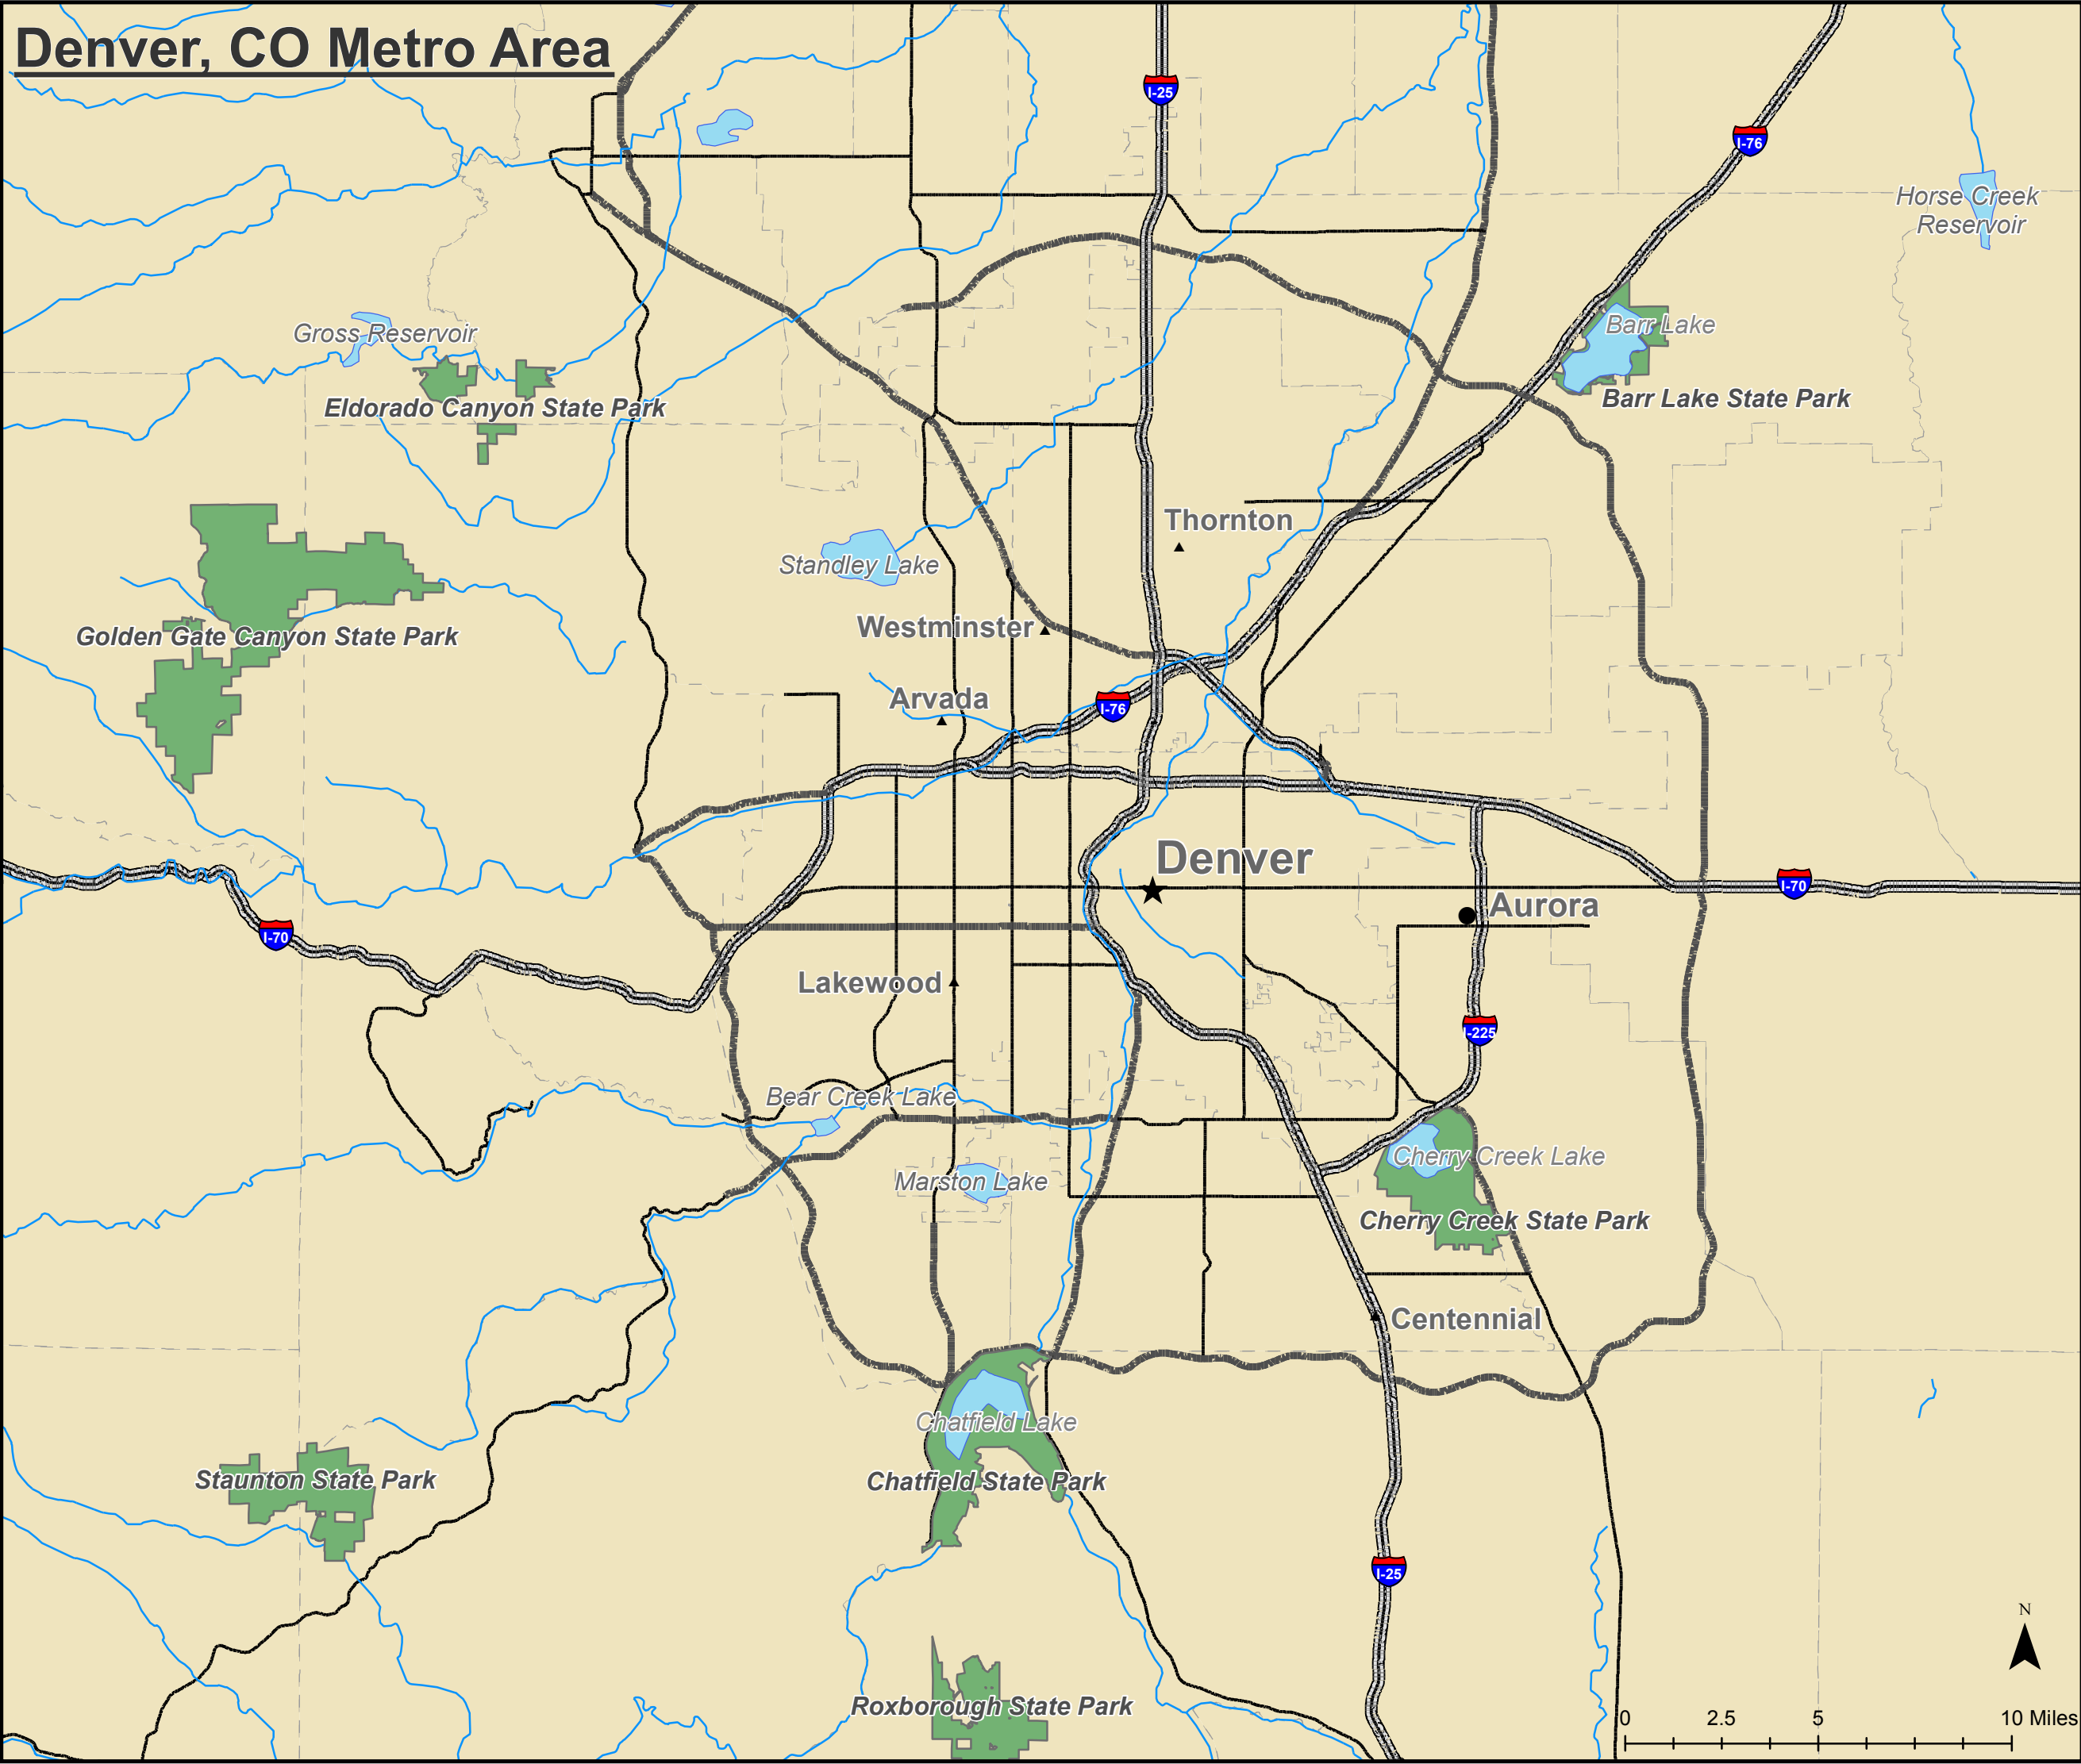 Denver, CO Metro Area
I-25
I-76
Horse Creek
Reservoir
Gross Reservoir
Barr Lake
Eldorado Canyon State Park
Barr Lake State Park
Thornton
Standley Lake
Westminster
Golden Gate Canyon State Park
Arvada
I-76
Denver
I-70
Aurora
I-70
Lakewood
I-225
Bear Creek Lake
Cherry Creek Lake
Marston Lake
Cherry Creek State Park
Centennial
Chatfield Lake
Staunton State Park
Chatfield State Park
I-25
N
Roxborough State Park
0 2.5 5 10 Miles